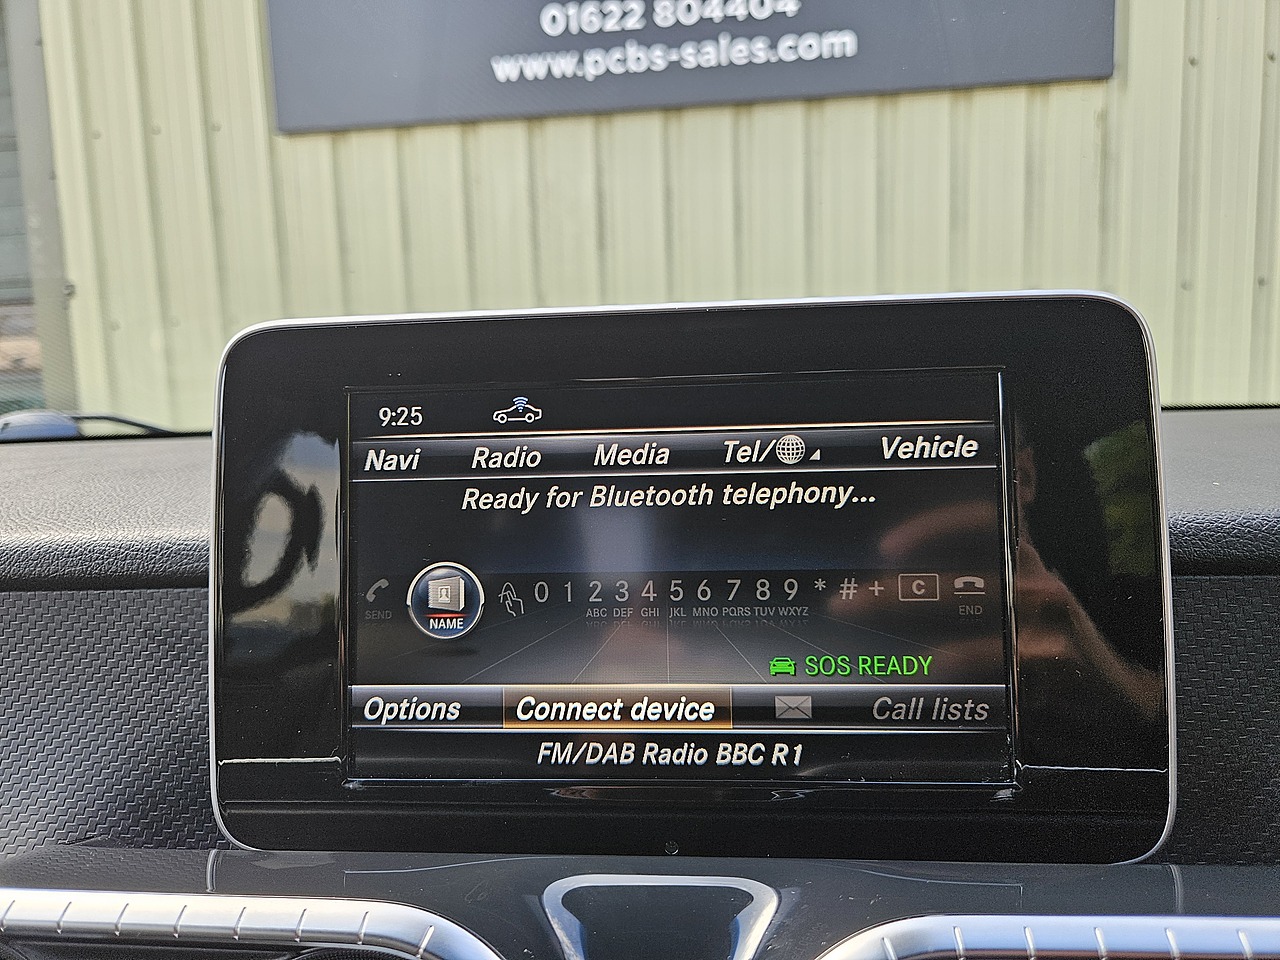 01622 804404
www.pcbs-sales.com
9:25
Navi Radio Media Tel/ Vehicle
Ready for Bluetooth telephony...
SEND NAME 0 1 2 3 4 5 6 7 8 9 * # + C END
ABC DEF GHI JKL MNO PQRS TUV WXYZ
SOS READY
Options Connect device Call lists
FM/DAB Radio BBC R1